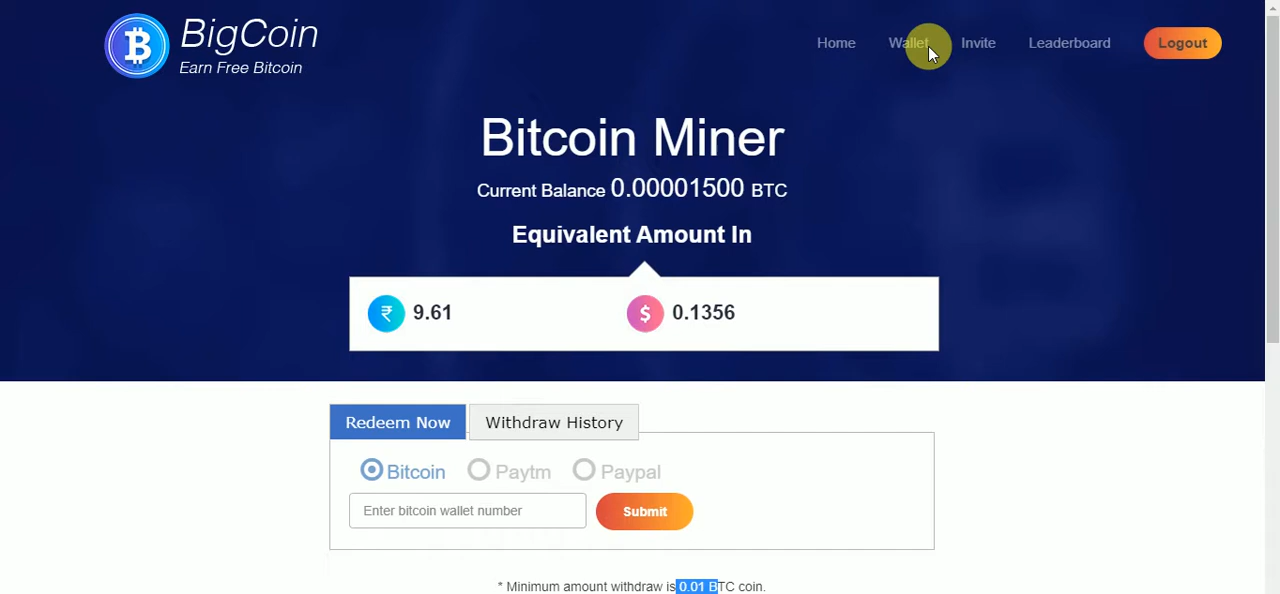 BigCoin
Earn Free Bitcoin
Home Wallet Invite Leaderboard Logout
Bitcoin Miner
Current Balance 0.00001500 BTC
Equivalent Amount In
₹ 9.61 $ 0.1356
Redeem Now Withdraw History
Bitcoin Paytm Paypal
Enter bitcoin wallet number Submit
* Minimum amount withdraw is 0.01 BTC coin.